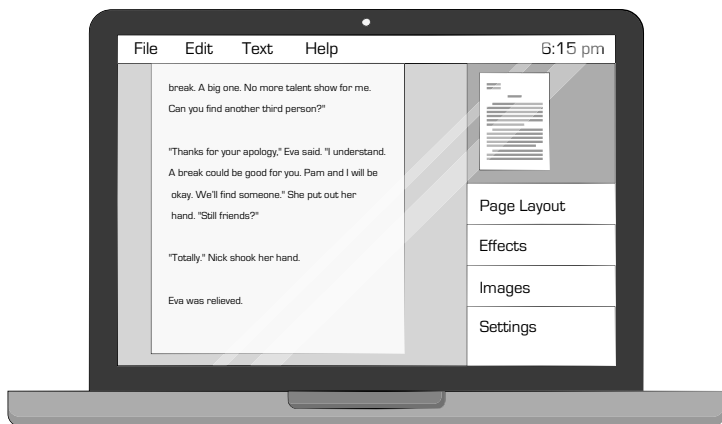 File Edit Text Help 6:15 pm
break. A big one. No more talent show for me.
Can you find another third person?"
"Thanks for your apology," Eva said. "I understand.
A break could be good for you. Pam and I will be
okay. We'll find someone." She put out her
hand. "Still friends?"
"Totally." Nick shook her hand.
Eva was relieved.
Page Layout
Effects
Images
Settings